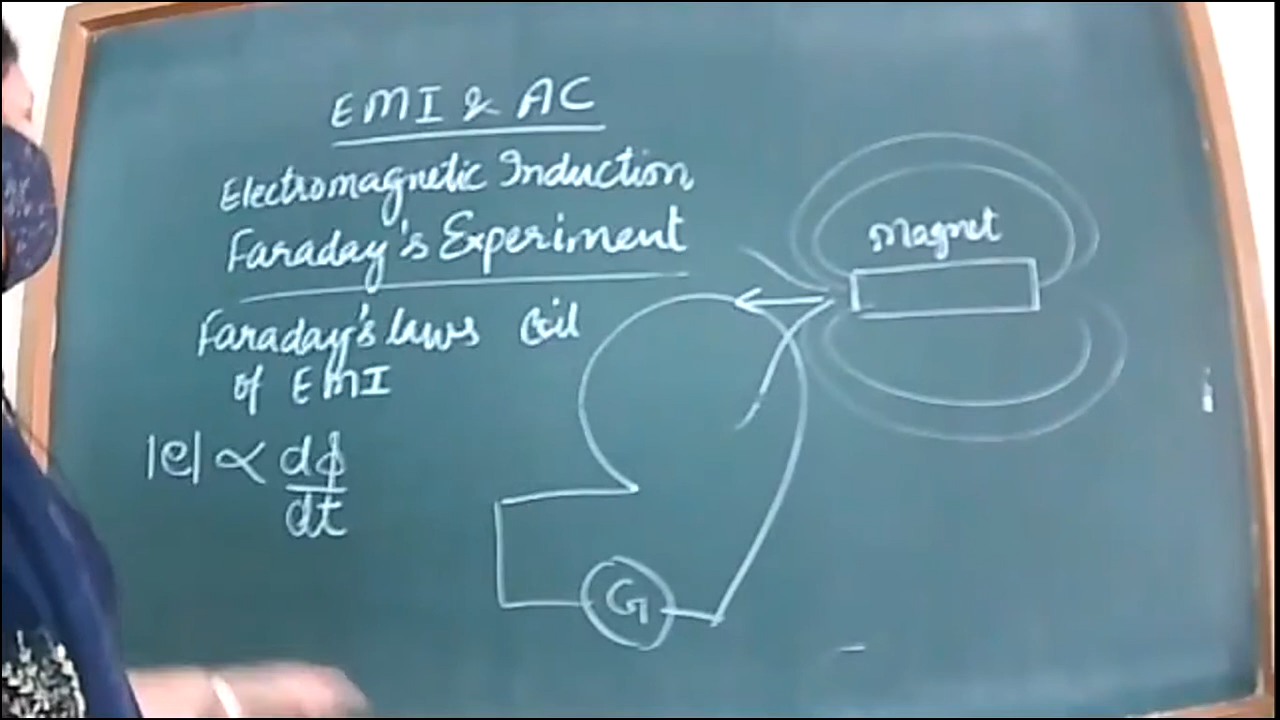 EMI & AC
Electromagnetic Induction
Faraday's Experiment
Faraday's laws
of EMI
|e| ∝ dϕ/dt
Coil
Magnet
G